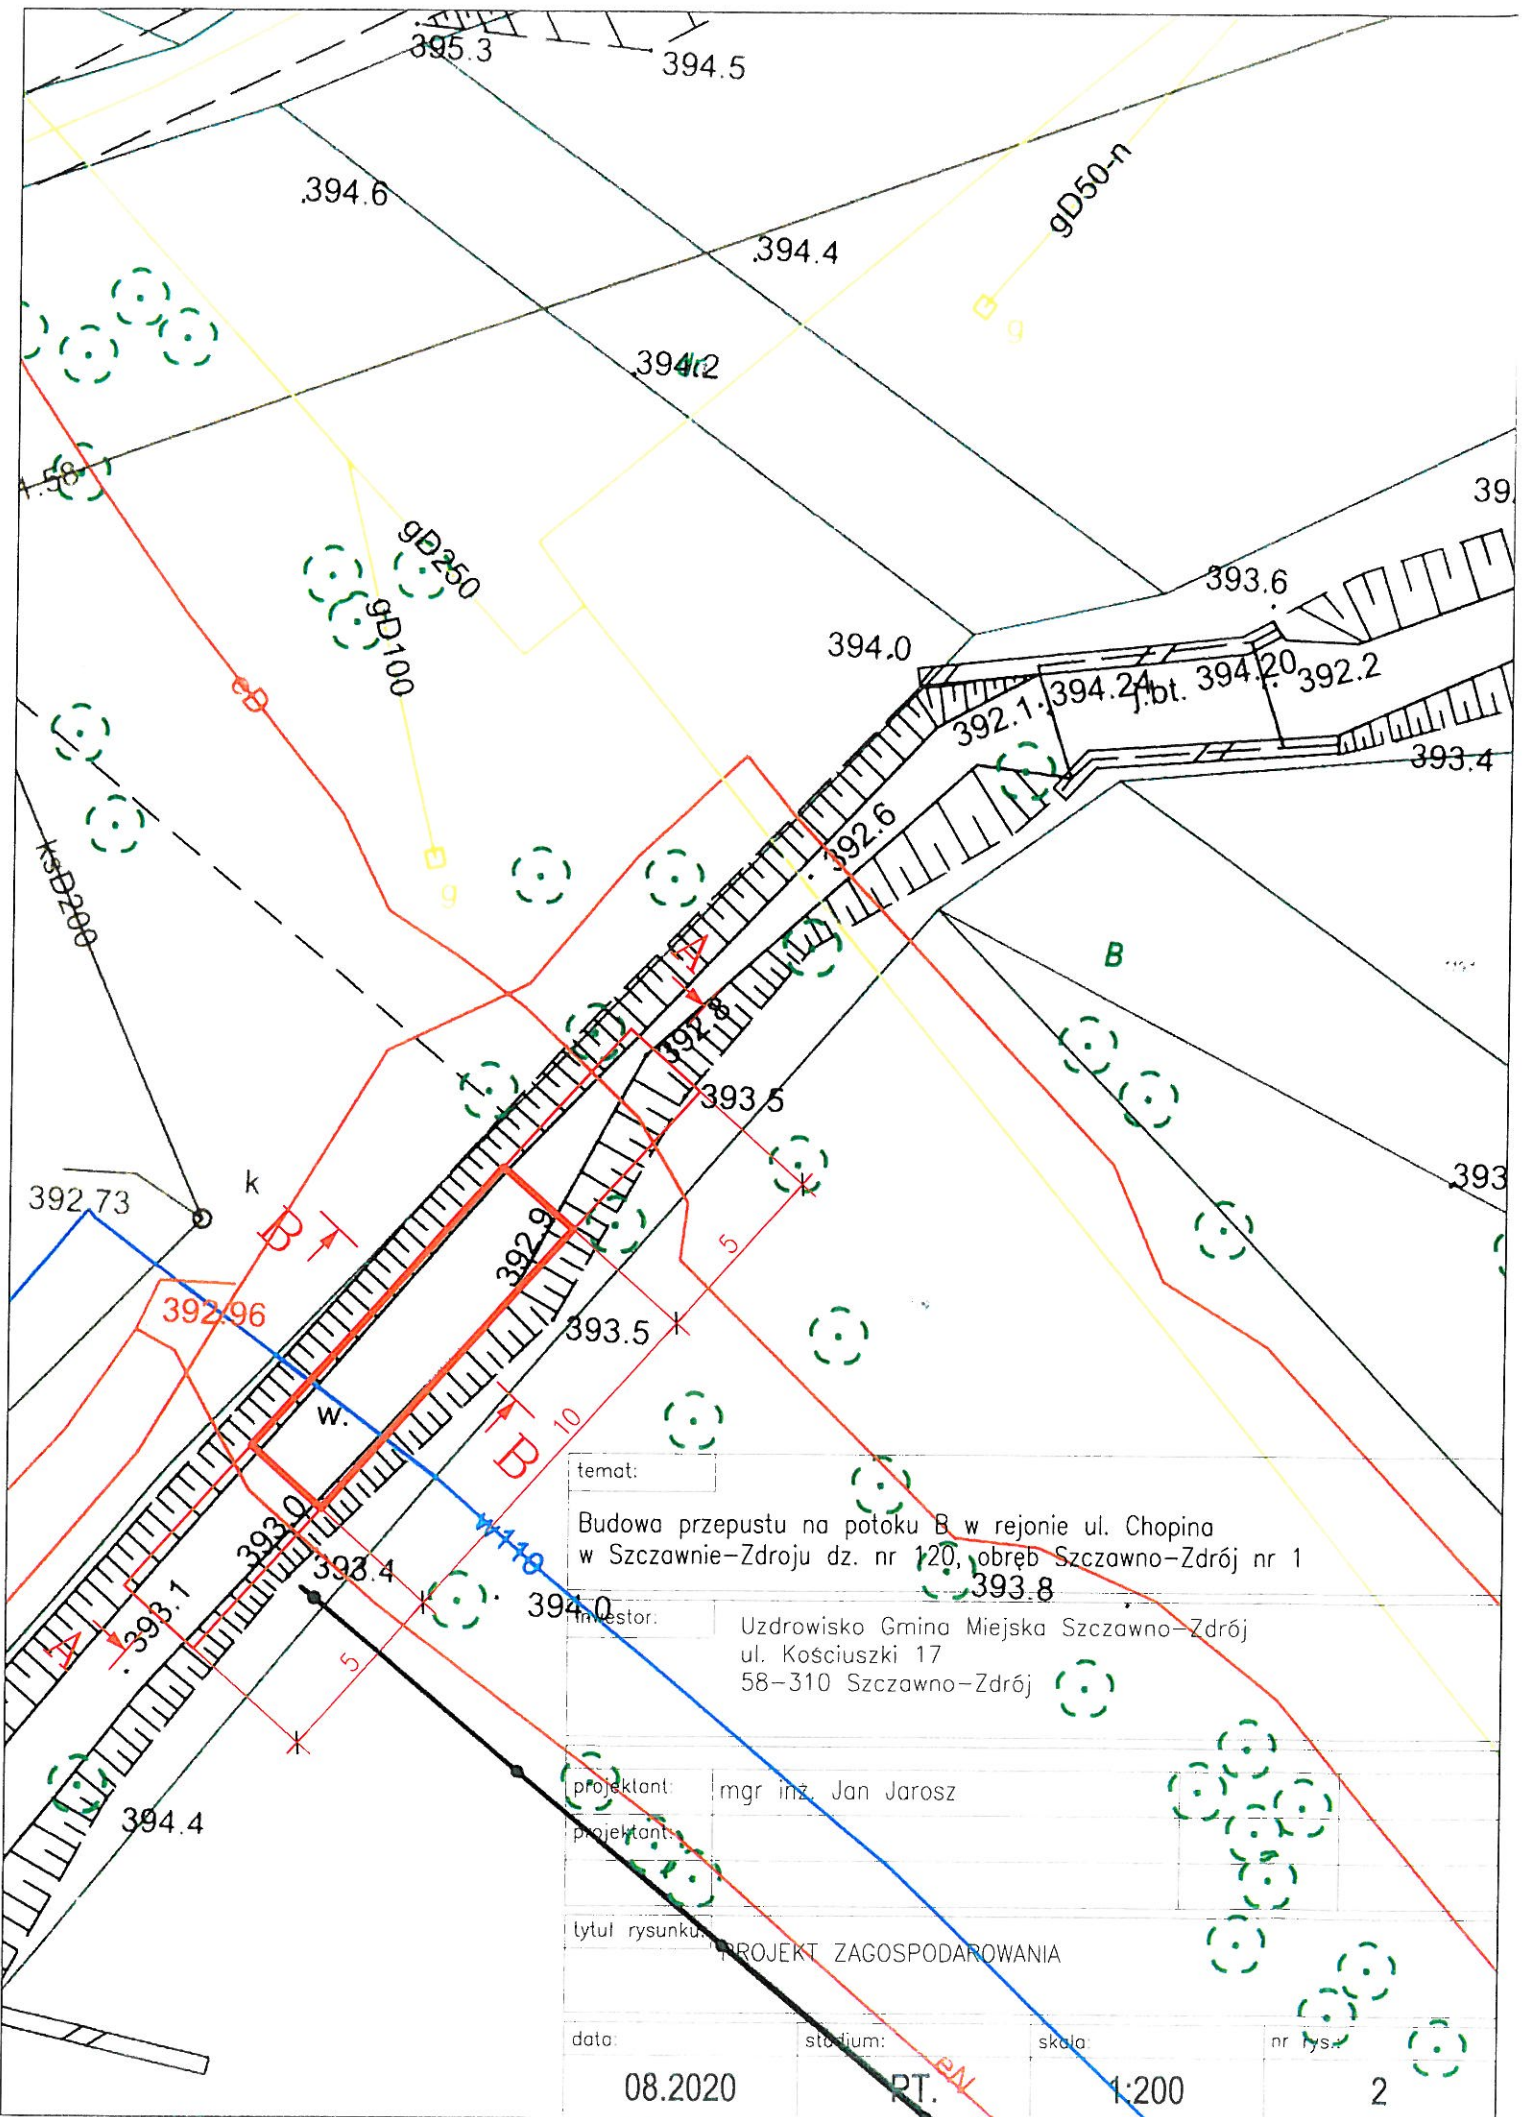 395.3
394.5
394.6
394.4
gD50-n
g
394.2
gD250
gD100
39
393.6
394.0
394.20
392.2
394.24
j.bt.
392.1
393.4
eD
392.6
g
ksD200
A
B
392.8
393.5
393
k
392.73
B
392.9
5
392.96
393.5
w.
10
B
temat:
Budowa przepustu na potoku B w rejonie ul. Chopina
w Szczawnie-Zdroju dz. nr 120, obręb Szczawno-Zdrój nr 1
393.0
393.4
w110
393.8
394.0
inwestor:
Uzdrowisko Gmina Miejska Szczawno-Zdrój
ul. Kościuszki 17
58-310 Szczawno-Zdrój
393.1
A
5
projektant:
mgr inż. Jan Jarosz
394.4
projektant:
tytuł rysunku:
PROJEKT ZAGOSPODAROWANIA
data:
stadium:
skala:
nr rys.:
eN
08.2020
PT.
1:200
2